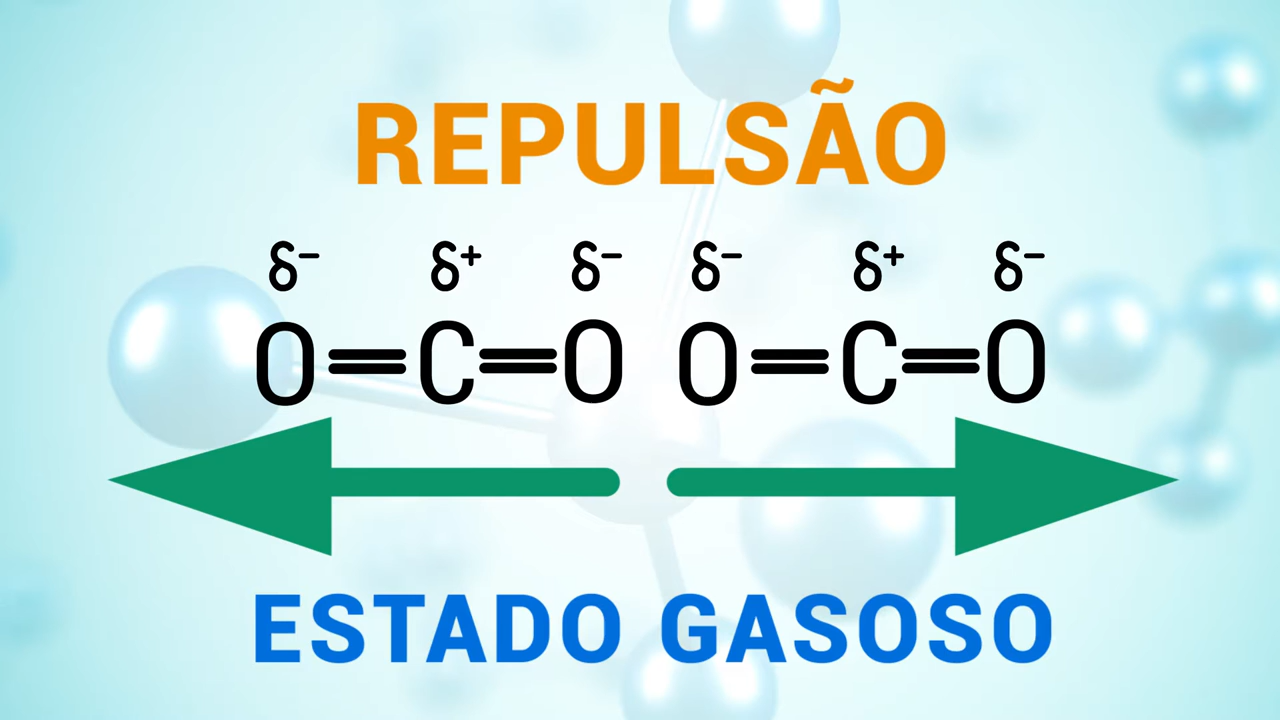 REPULSÃO
δ− δ+ δ− δ− δ+ δ−
O=C=O O=C=O
ESTADO GASOSO